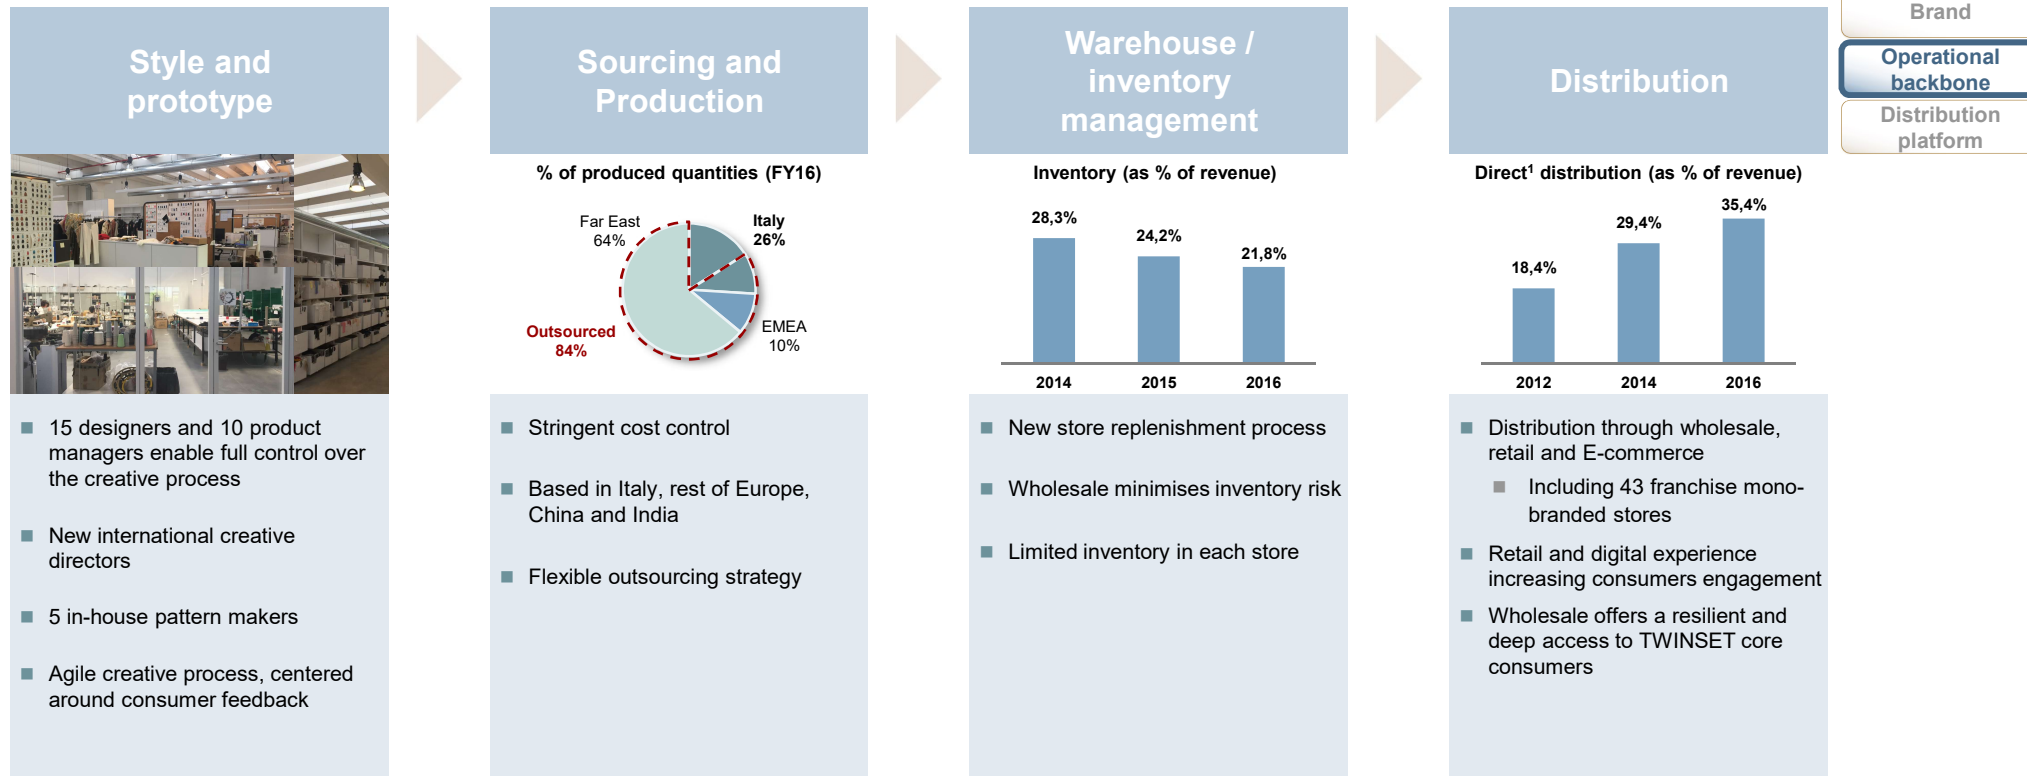 Style and
prototype
Sourcing and
Production
Warehouse /
inventory
management
Distribution
Brand
Operational
backbone
Distribution
platform
15 designers and 10 product
managers enable full control over
the creative process
New international creative
directors
5 in-house pattern makers
Agile creative process, centered
around consumer feedback
% of produced quantities (FY16)
Far East
64%
Italy
26%
Outsourced
84%
EMEA
10%
Stringent cost control
Based in Italy, rest of Europe,
China and India
Flexible outsourcing strategy
Inventory (as % of revenue)
28,3%
24,2%
21,8%
2014
2015
2016
New store replenishment process
Wholesale minimises inventory risk
Limited inventory in each store
Direct¹ distribution (as % of revenue)
18,4%
29,4%
35,4%
2012
2014
2016
Distribution through wholesale,
retail and E-commerce
Including 43 franchise mono-
branded stores
Retail and digital experience
increasing consumers engagement
Wholesale offers a resilient and
deep access to TWINSET core
consumers